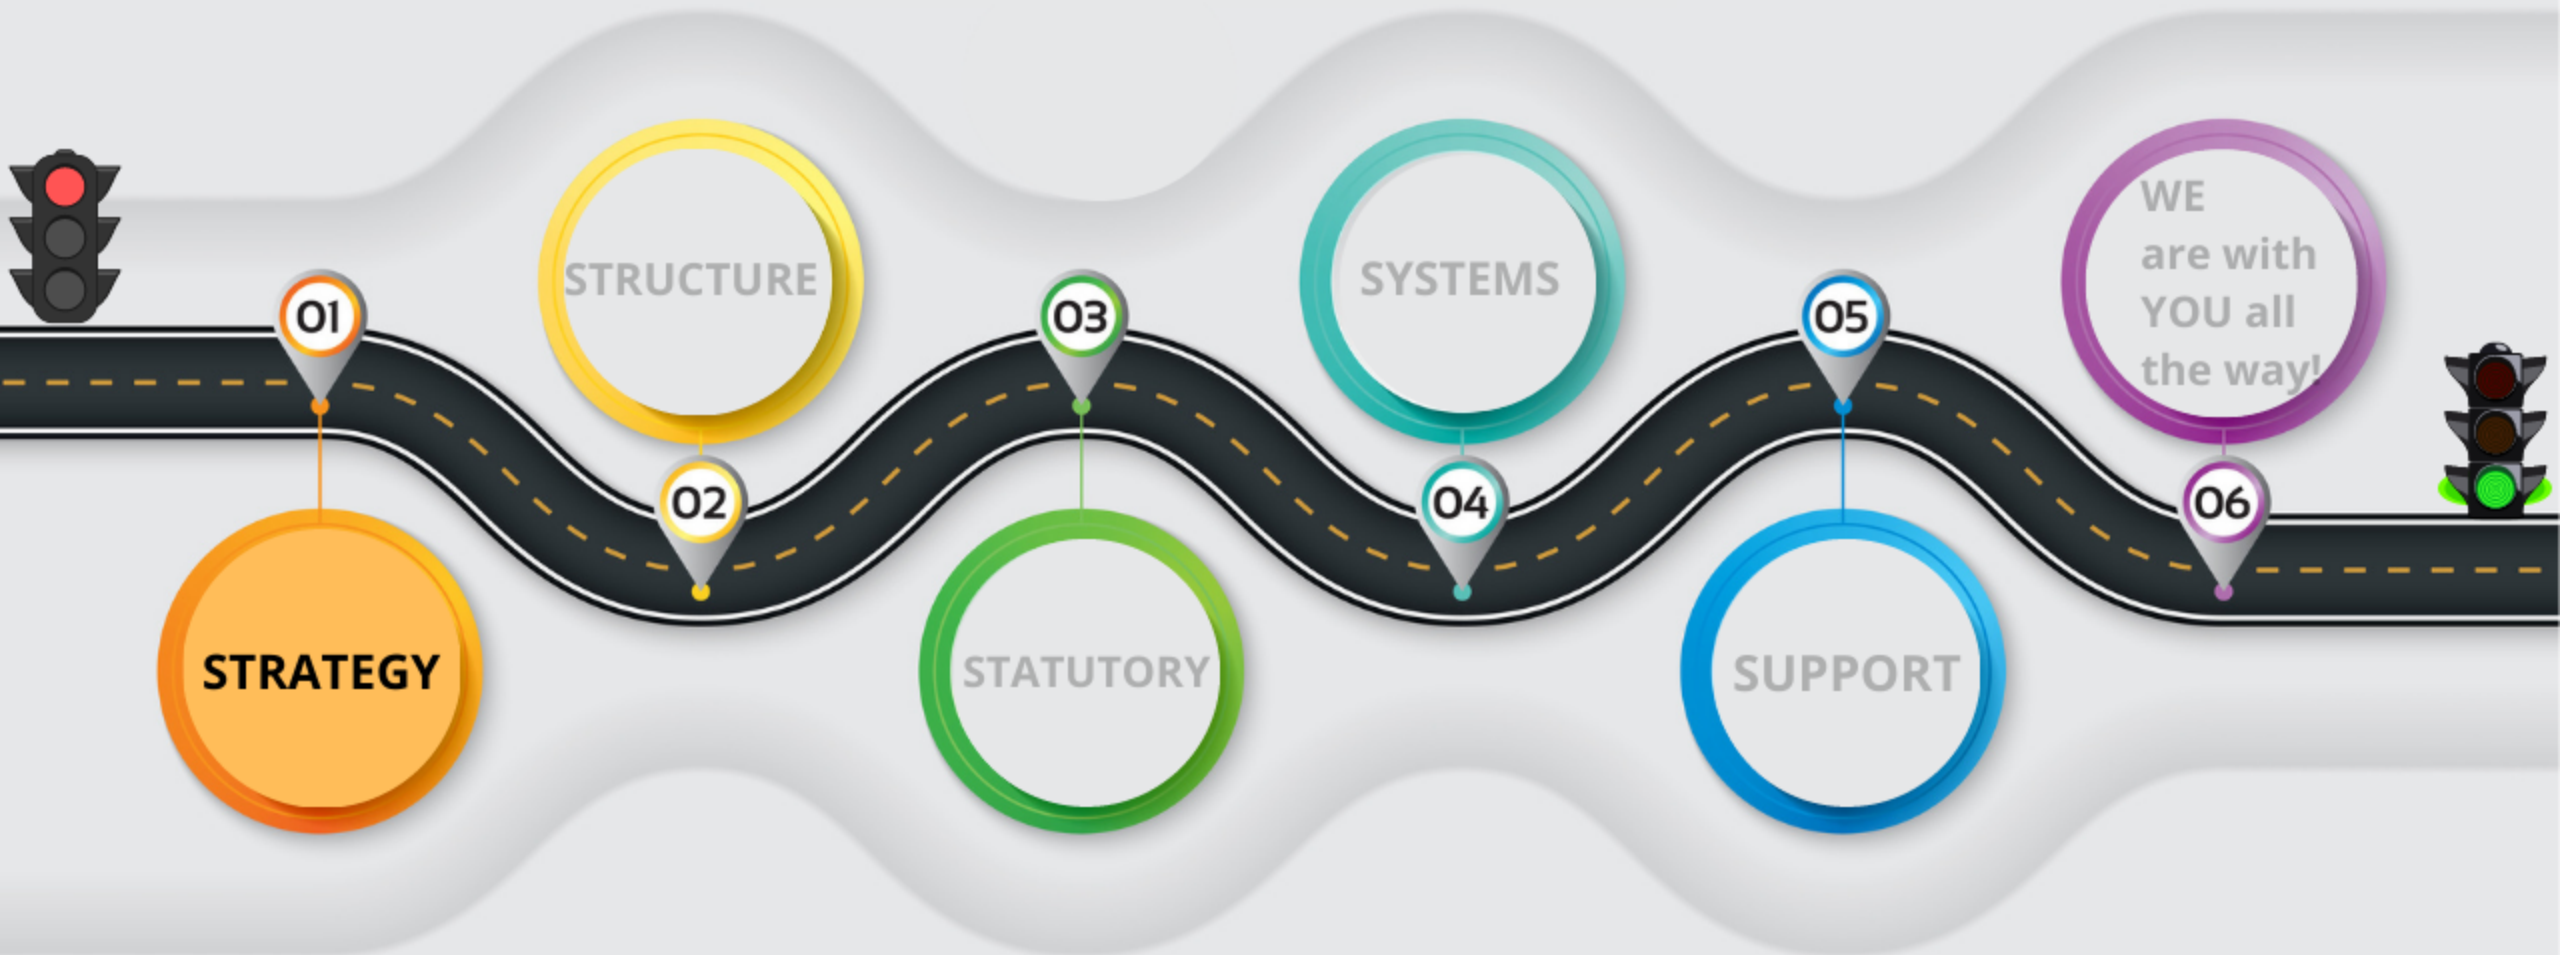 01
STRATEGY
02
STRUCTURE
03
STATUTORY
04
SYSTEMS
05
SUPPORT
06
WE
are with
YOU all
the way!